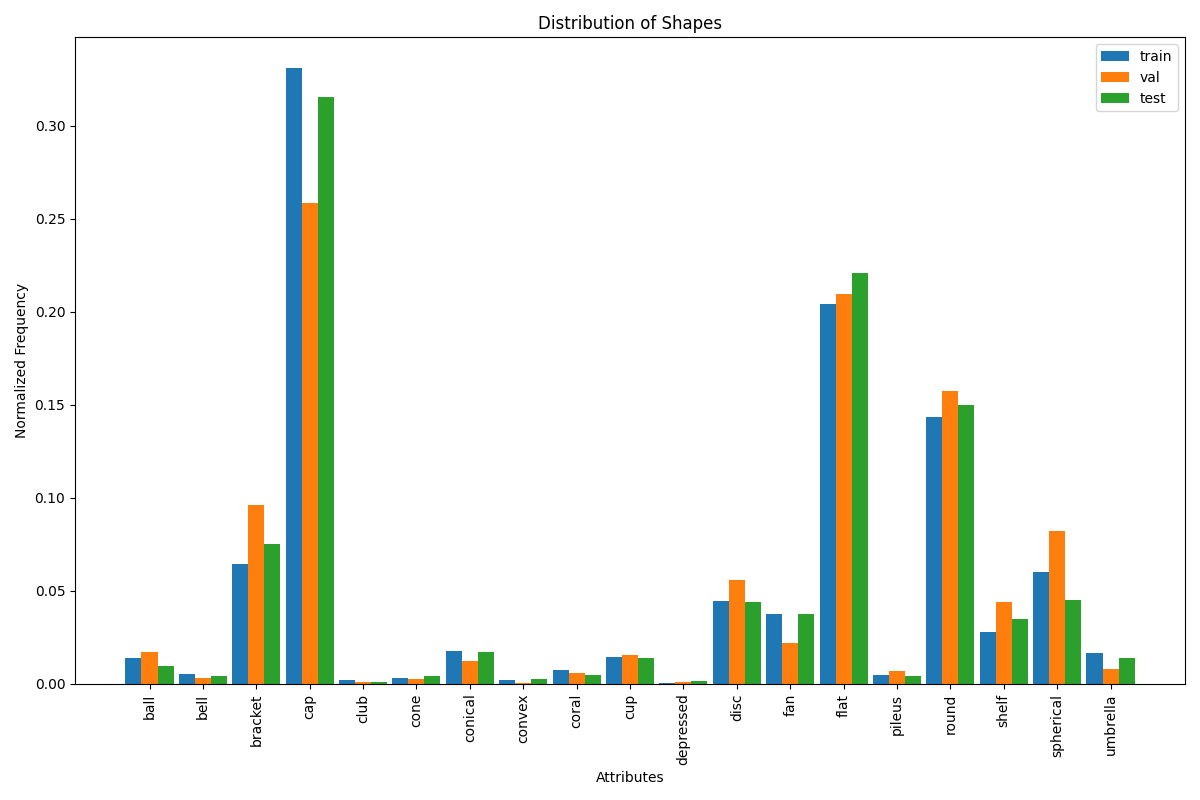 Distribution of Shapes
train
val
test
Normalized Frequency
0.30
0.25
0.20
0.15
0.10
0.05
0.00
ball
bell
bracket
cap
club
cone
conical
convex
coral
cup
depressed
disc
fan
flat
pileus
round
shelf
spherical
umbrella
Attributes